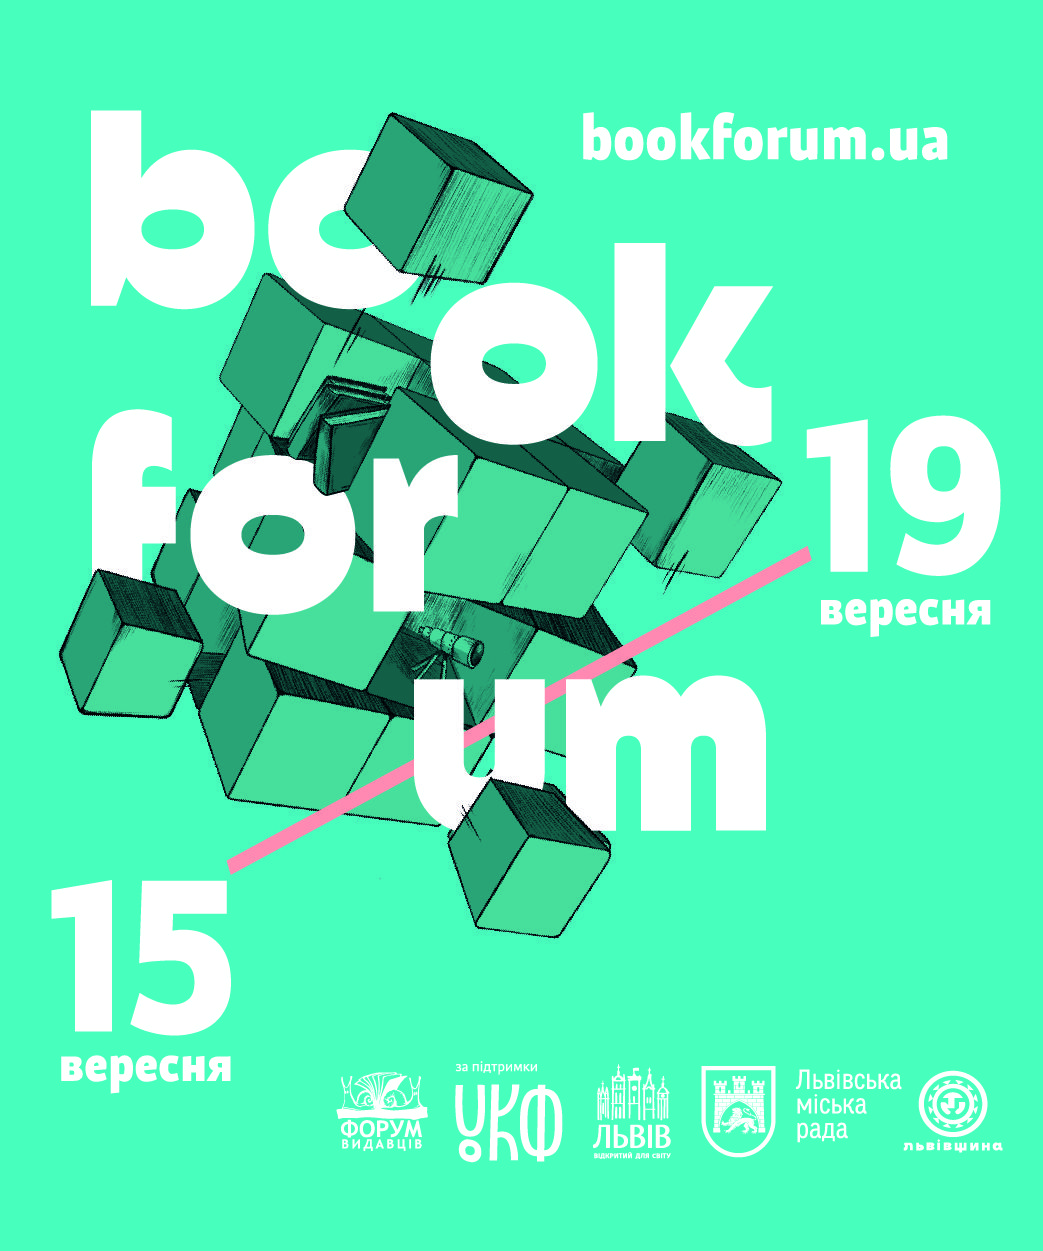 bookforum.ua
bo
ok
for
um
19
вересня
15
вересня
ФОРУМ
ВИДАВЦІВ
за підтримки
УКФ
ЛЬВІВ
ВІДКРИТИЙ ДЛЯ СВІТУ
Львівська
міська
рада
львівщина